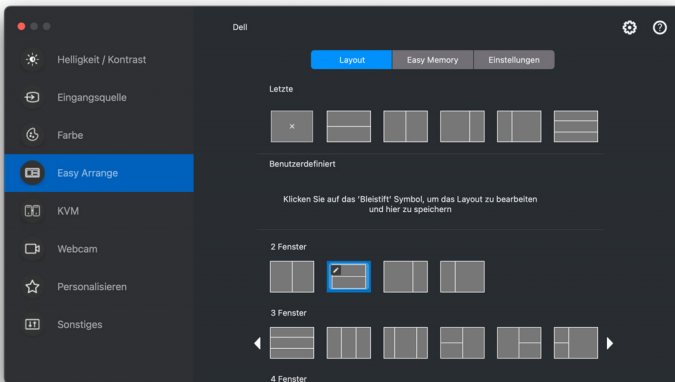 Dell
Helligkeit / Kontrast
Eingangsquelle
Farbe
Easy Arrange
KVM
Webcam
Personalisieren
Sonstiges
Layout
Easy Memory
Einstellungen
Letzte
Benutzerdefiniert
Klicken Sie auf das 'Bleistift' Symbol, um das Layout zu bearbeiten
und hier zu speichern
2 Fenster
3 Fenster
4 Fenster